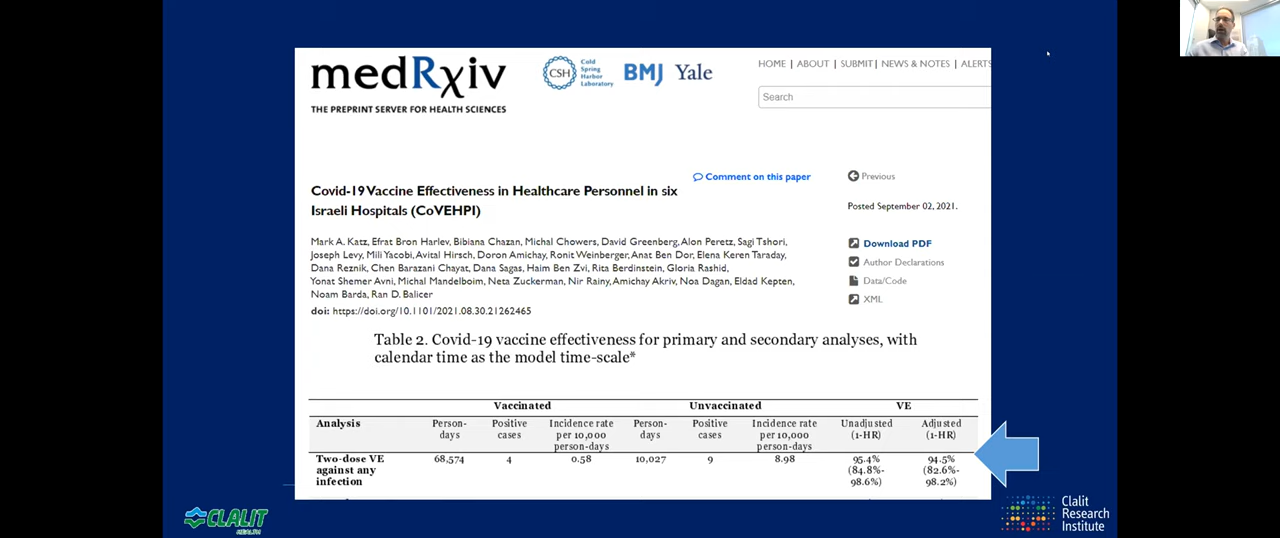 medRxiv
THE PREPRINT SERVER FOR HEALTH SCIENCES
CSH
Cold
Spring
Harbor
Laboratory
BMJ Yale
HOME | ABOUT | SUBMIT | NEWS & NOTES | ALERTS
Search
Comment on this paper
Previous
Posted September 02, 2021.
Covid-19 Vaccine Effectiveness in Healthcare Personnel in six
Israeli Hospitals (CoVEHPI)
Download PDF
Author Declarations
Data/Code
XML
Mark A. Katz, Efrat Bron Harlev, Bibiana Chazan, Michal Chowers, David Greenberg, Alon Peretz, Sagi Tshori,
Joseph Levy, Mili Yacobi, Avital Hirsch, Doron Amichay, Ronit Weinberger, Anat Ben Dor, Elena Keren Taraday,
Dana Reznik, Chen Barazani Chayat, Dana Sagas, Haim Ben Zvi, Rita Berdinstein, Gloria Rashid,
Yonat Shemer Avni, Michal Mandelboim, Neta Zuckerman, Nir Rainy, Amichay Akriv, Noa Dagan, Eldad Kepten,
Noam Barda, Ran D. Balicer
doi: https://doi.org/10.1101/2021.08.30.21262465
Table 2. Covid-19 vaccine effectiveness for primary and secondary analyses, with
calendar time as the model time-scale*
Vaccinated Unvaccinated VE
Analysis Person- Positive Incidence rate Person- Positive Incidence rate Unadjusted Adjusted
days cases per 10,000 days cases per 10,000 (1-HR) (1-HR)
person-days person-days
Two-dose VE 68,574 4 0.58 10,027 9 8.98 95.4% 94.5%
against any (84.8%- (82.6%-
infection 98.6%) 98.2%)
CLALIT
HEALTH
Clalit
Research
Institute